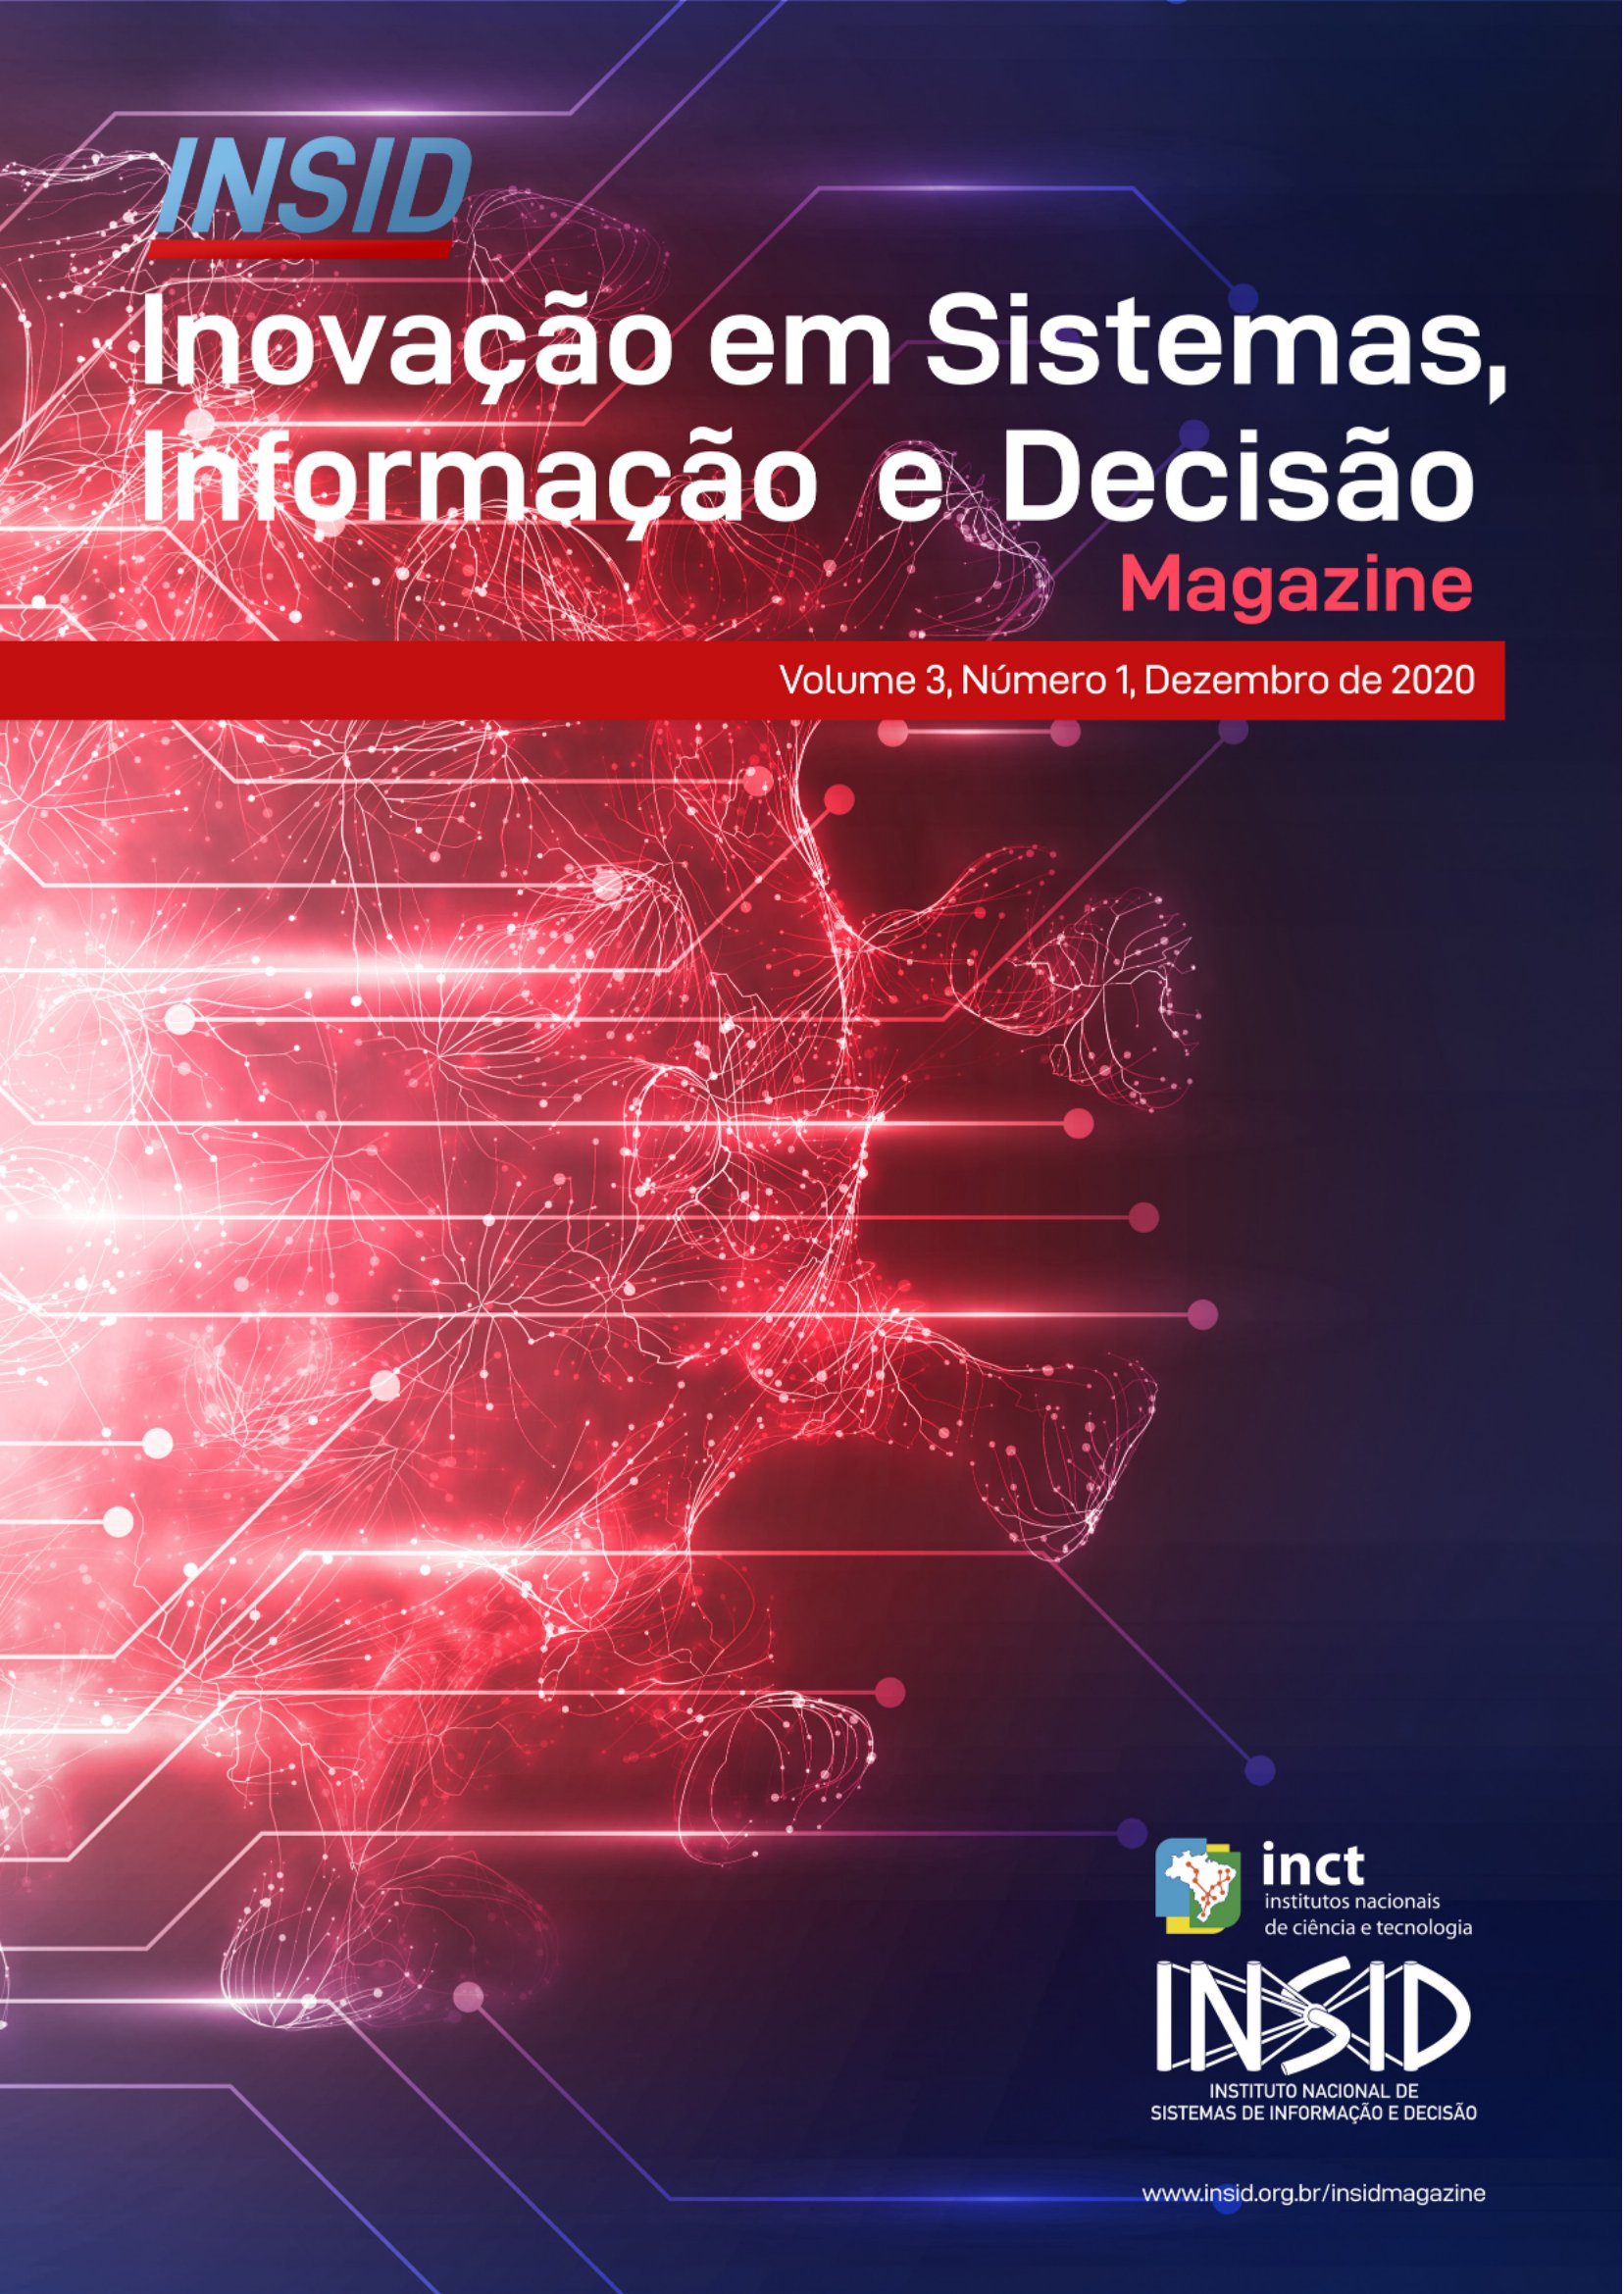 INSID
Inovação em Sistemas,
Informação e Decisão
Magazine
Volume 3, Número 1, Dezembro de 2020
inct
institutos nacionais
de ciência e tecnologia
INSID
INSTITUTO NACIONAL DE
SISTEMAS DE INFORMAÇÃO E DECISÃO
www.insid.org.br/insidmagazine